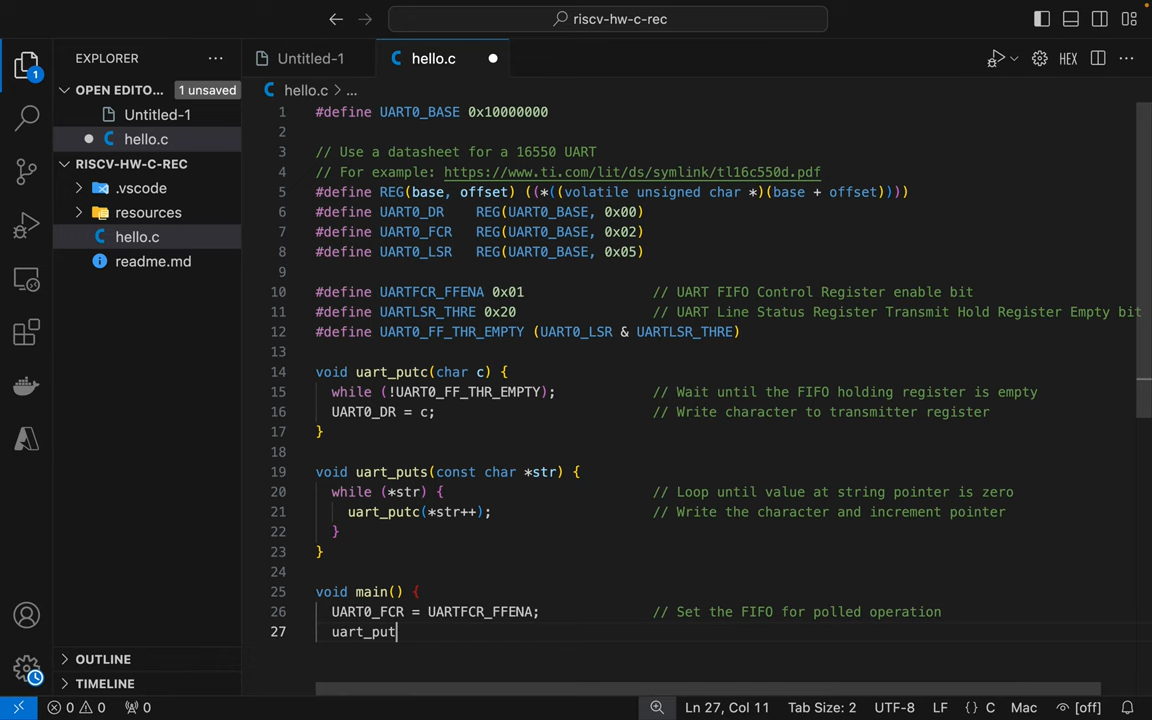 riscv-hw-c-rec
EXPLORER
Untitled-1
hello.c
HEX
OPEN EDITO...
1 unsaved
hello.c > ...
Untitled-1
hello.c
RISCV-HW-C-REC
.vscode
resources
hello.c
readme.md
1 #define UART0_BASE 0x10000000
2
3 // Use a datasheet for a 16550 UART
4 // For example: https://www.ti.com/lit/ds/symlink/tl16c550d.pdf
5 #define REG(base, offset) ((*((volatile unsigned char *)(base + offset))))
6 #define UART0_DR    REG(UART0_BASE, 0x00)
7 #define UART0_FCR   REG(UART0_BASE, 0x02)
8 #define UART0_LSR   REG(UART0_BASE, 0x05)
9
10 #define UARTFCR_FFENA 0x01                // UART FIFO Control Register enable bit
11 #define UARTLSR_THRE 0x20                 // UART Line Status Register Transmit Hold Register Empty bit
12 #define UART0_FF_THR_EMPTY (UART0_LSR & UARTLSR_THRE)
13
14 void uart_putc(char c) {
15   while (!UART0_FF_THR_EMPTY);            // Wait until the FIFO holding register is empty
16   UART0_DR = c;                           // Write character to transmitter register
17 }
18
19 void uart_puts(const char *str) {
20   while (*str) {                          // Loop until value at string pointer is zero
21     uart_putc(*str++);                    // Write the character and increment pointer
22   }
23 }
24
25 void main() {
26   UART0_FCR = UARTFCR_FFENA;              // Set the FIFO for polled operation
27   uart_put
1
OUTLINE
TIMELINE
0 0 0
Ln 27, Col 11
Tab Size: 2
UTF-8
LF
{ } C
Mac
[off]